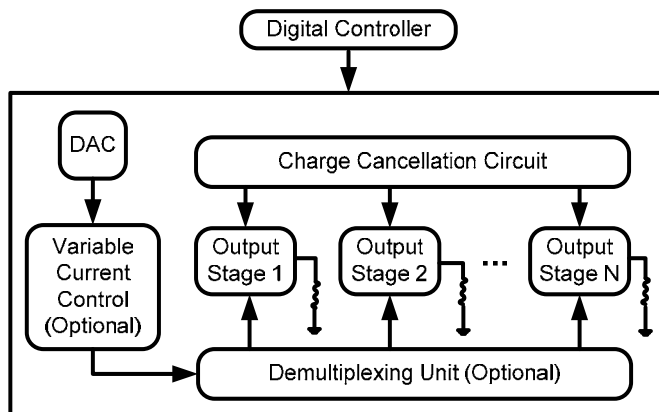 Digital Controller
DAC
Charge Cancellation Circuit
Variable
Current
Control
(Optional)
Output
Stage 1
Output
Stage 2
...
Output
Stage N
Demultiplexing Unit (Optional)